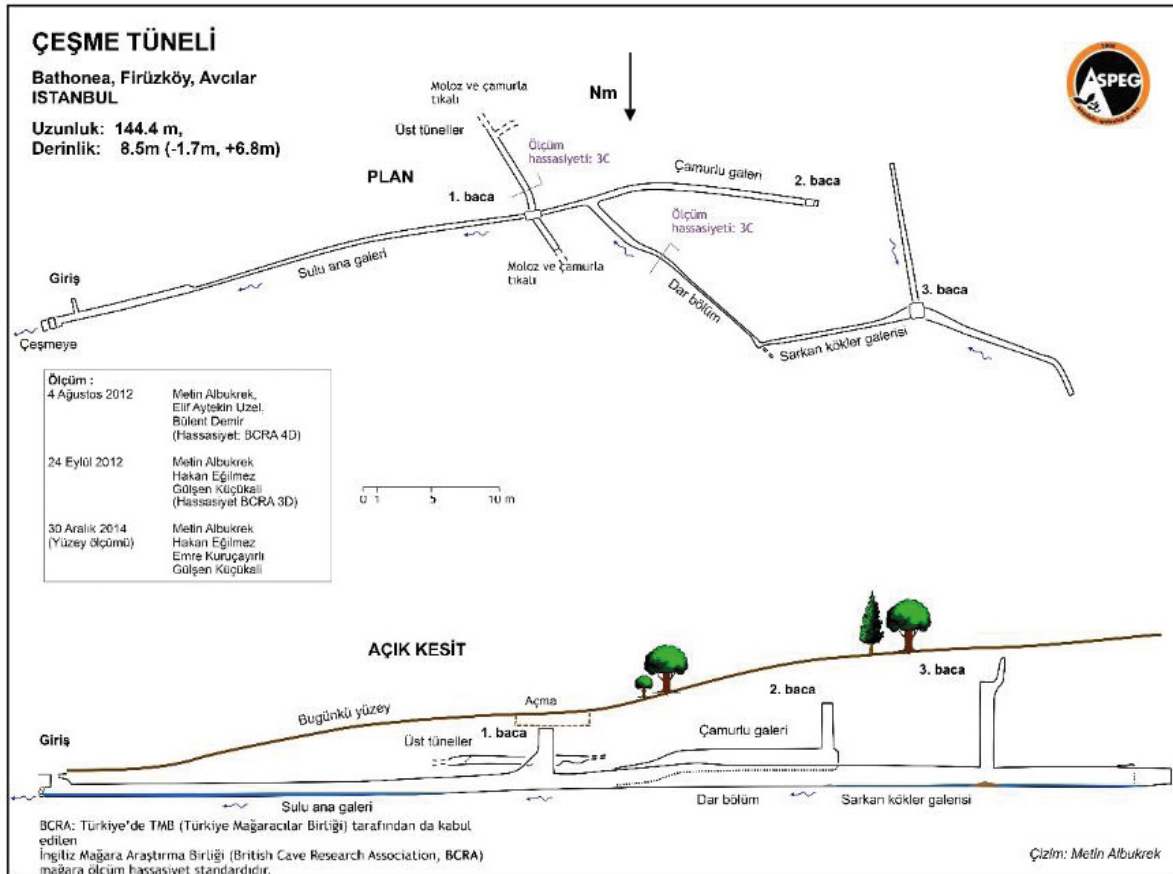 ÇEŞME TÜNELİ
Bathonea, Firüzköy, Avcılar
ISTANBUL
Uzunluk: 144.4 m,
Derinlik: 8.5m (-1.7m, +6.8m)
PLAN
Moloz ve çamurla
tıkalı
Üst tüneller
Ölçüm
hassasiyeti: 3C
Nm
ASPEG
1. baca
Çamurlu galeri
2. baca
Ölçüm
hassasiyeti: 3C
Sulu ana galeri
Moloz ve çamurla
tıkalı
Dar bölüm
3. baca
Sarkan kökler galerisi
Giriş
Çeşmeye
Ölçüm :
4 Ağustos 2012 Metin Albukrek,
Elif Aytekin Uzel.
Bülent Demir
(Hassasiyet: BCRA 4D)
24 Eylül 2012 Metin Albukrek
Hakan Eğilmez
Gülşen Küçükali
(Hassasiyet BCRA 3D)
30 Aralık 2014 Metin Albukrek
(Yüzey ölçümü) Hakan Eğilmez
Emre Kuruçayırlı
Gülşen Küçükali
0 1 5 10 m
AÇIK KESİT
Bugünkü yüzey
Açma
1. baca
2. baca
3. baca
Giriş
Üst tüneller
Çamurlu galeri
Sulu ana galeri
Dar bölüm
Sarkan kökler galerisi
BCRA: Türkiye'de TMB (Türkiye Mağaracılar Birliği) tarafından da kabul
edilen
İngiliz Mağara Araştırma Birliği (British Cave Research Association, BCRA)
mağara ölçüm hassasiyet standardıdır.
Çizim: Metin Albukrek